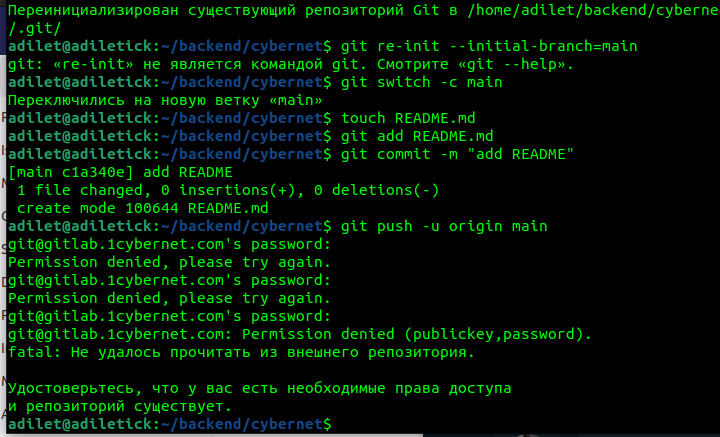 Переинициализирован существующий репозиторий Git в /home/adilet/backend/cyberne
/.git/
adilet@adiletick:~/backend/cybernet$ git re-init --initial-branch=main
git: «re-init» не является командой git. Смотрите «git --help».
adilet@adiletick:~/backend/cybernet$ git switch -c main
Переключились на новую ветку «main»
adilet@adiletick:~/backend/cybernet$ touch README.md
adilet@adiletick:~/backend/cybernet$ git add README.md
adilet@adiletick:~/backend/cybernet$ git commit -m "add README"
[main c1a340e] add README
 1 file changed, 0 insertions(+), 0 deletions(-)
 create mode 100644 README.md
adilet@adiletick:~/backend/cybernet$ git push -u origin main
git@gitlab.1cybernet.com's password:
Permission denied, please try again.
git@gitlab.1cybernet.com's password:
Permission denied, please try again.
git@gitlab.1cybernet.com's password:
git@gitlab.1cybernet.com: Permission denied (publickey,password).
fatal: Не удалось прочитать из внешнего репозитория.

Удостоверьтесь, что у вас есть необходимые права доступа
и репозиторий существует.
adilet@adiletick:~/backend/cybernet$